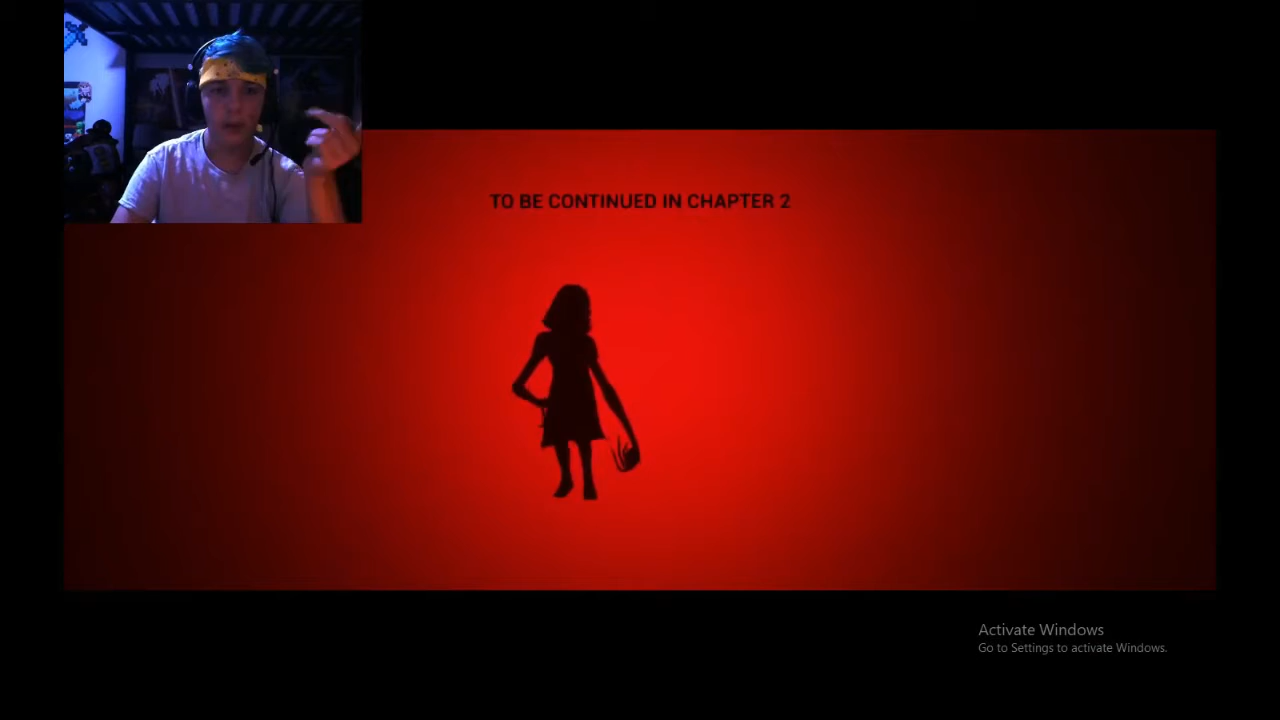 TO BE CONTINUED IN CHAPTER 2
Activate Windows
Go to Settings to activate Windows.